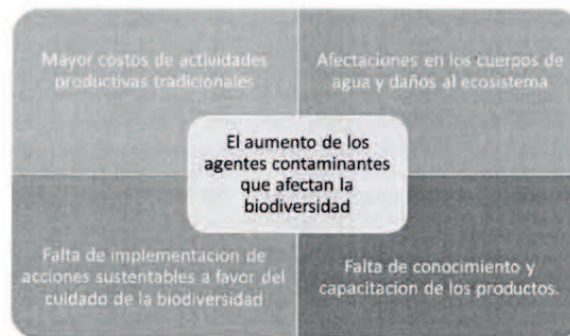 Mayor costos de actividades
productivas tradicionales
Afectaciones en los cuerpos de
agua y daños al ecosistema
El aumento de los
agentes contaminantes
que afectan la
biodiversidad
Falta de implementacion de
acciones sustentables a favor del
cuidado de la biodiversidad
Falta de conocimiento y
capacitacion de los productos.